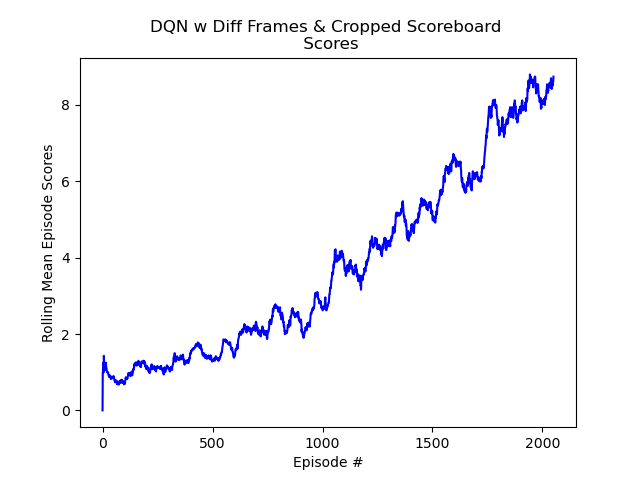 DQN w Diff Frames & Cropped Scoreboard
Scores
Rolling Mean Episode Scores
8
6
4
2
0
0 500 1000 1500 2000
Episode #